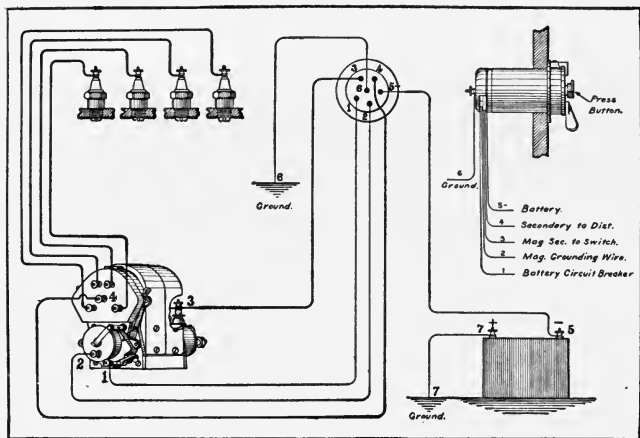 3
4
6
5-
1
2
Press
Button.
6
Ground.
5- Battery.
4 Secondary to Dist.
3 Mag Sec. to Switch.
2 Mag. Grounding Wire.
1 Battery Circuit Breaker
6
Ground.
4
3
2
1
+
7
-
5
7
Ground.